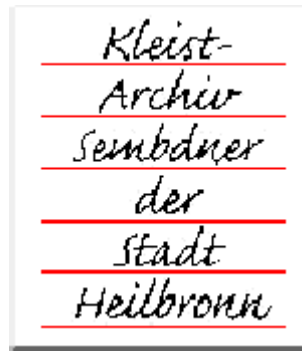 Kleist-
Archiv
Sembdner
der
Stadt
Heilbronn